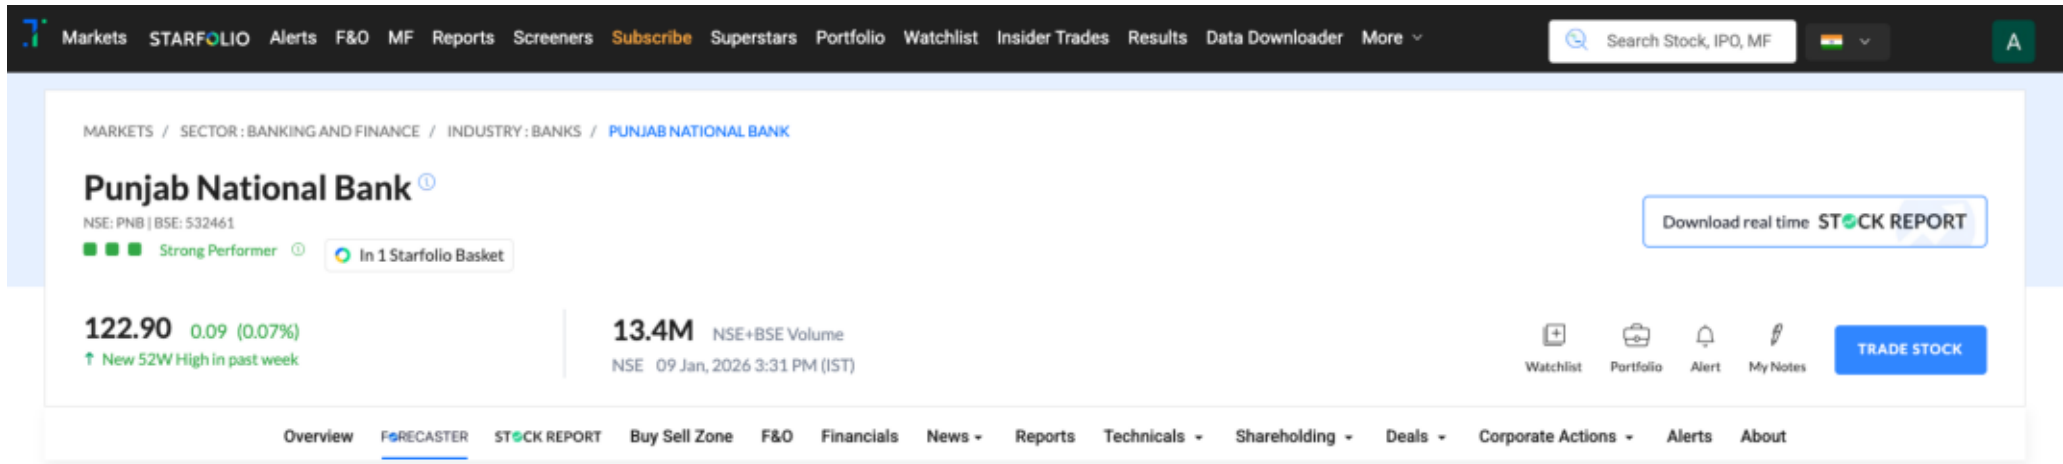 Markets STARFOLIO Alerts F&O MF Reports Screeners Subscribe Superstars Portfolio Watchlist Insider Trades Results Data Downloader More Search Stock, IPO, MF A
MARKETS / SECTOR : BANKING AND FINANCE / INDUSTRY : BANKS / PUNJAB NATIONAL BANK
Punjab National Bank
NSE: PNB | BSE: 532461
Download real time STOCK REPORT
Strong Performer In 1 Starfolio Basket
122.90 0.09 (0.07%) 13.4M NSE+BSE Volume
New 52W High in past week NSE 09 Jan, 2026 3:31 PM (IST)
Watchlist Portfolio Alert My Notes TRADE STOCK
Overview FORECASTER STOCK REPORT Buy Sell Zone F&O Financials News Reports Technicals Shareholding Deals Corporate Actions Alerts About